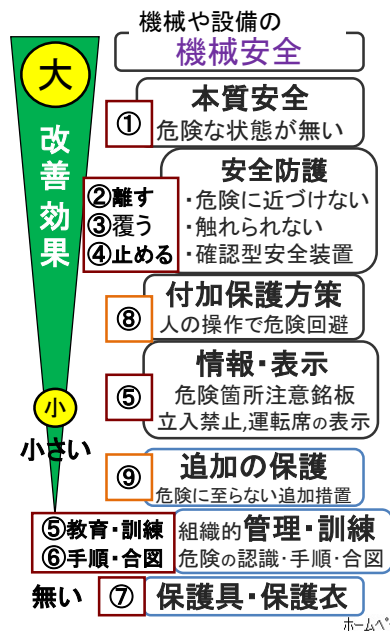 機械や設備の
機械安全
大
改善効果
①
本質安全
危険な状態が無い
②離す
③覆う
④止める
安全防護
・危険に近づけない
・触れられない
・確認型安全装置
⑧
付加保護方策
人の操作で危険回避
⑤
情報・表示
危険箇所注意銘板
立入禁止,運転席の表示
小
小さい
⑨
追加の保護
危険に至らない追加措置
⑤教育・訓練
⑥手順・合図
組織的管理・訓練
危険の認識・手順・合図
無い
⑦
保護具・保護衣